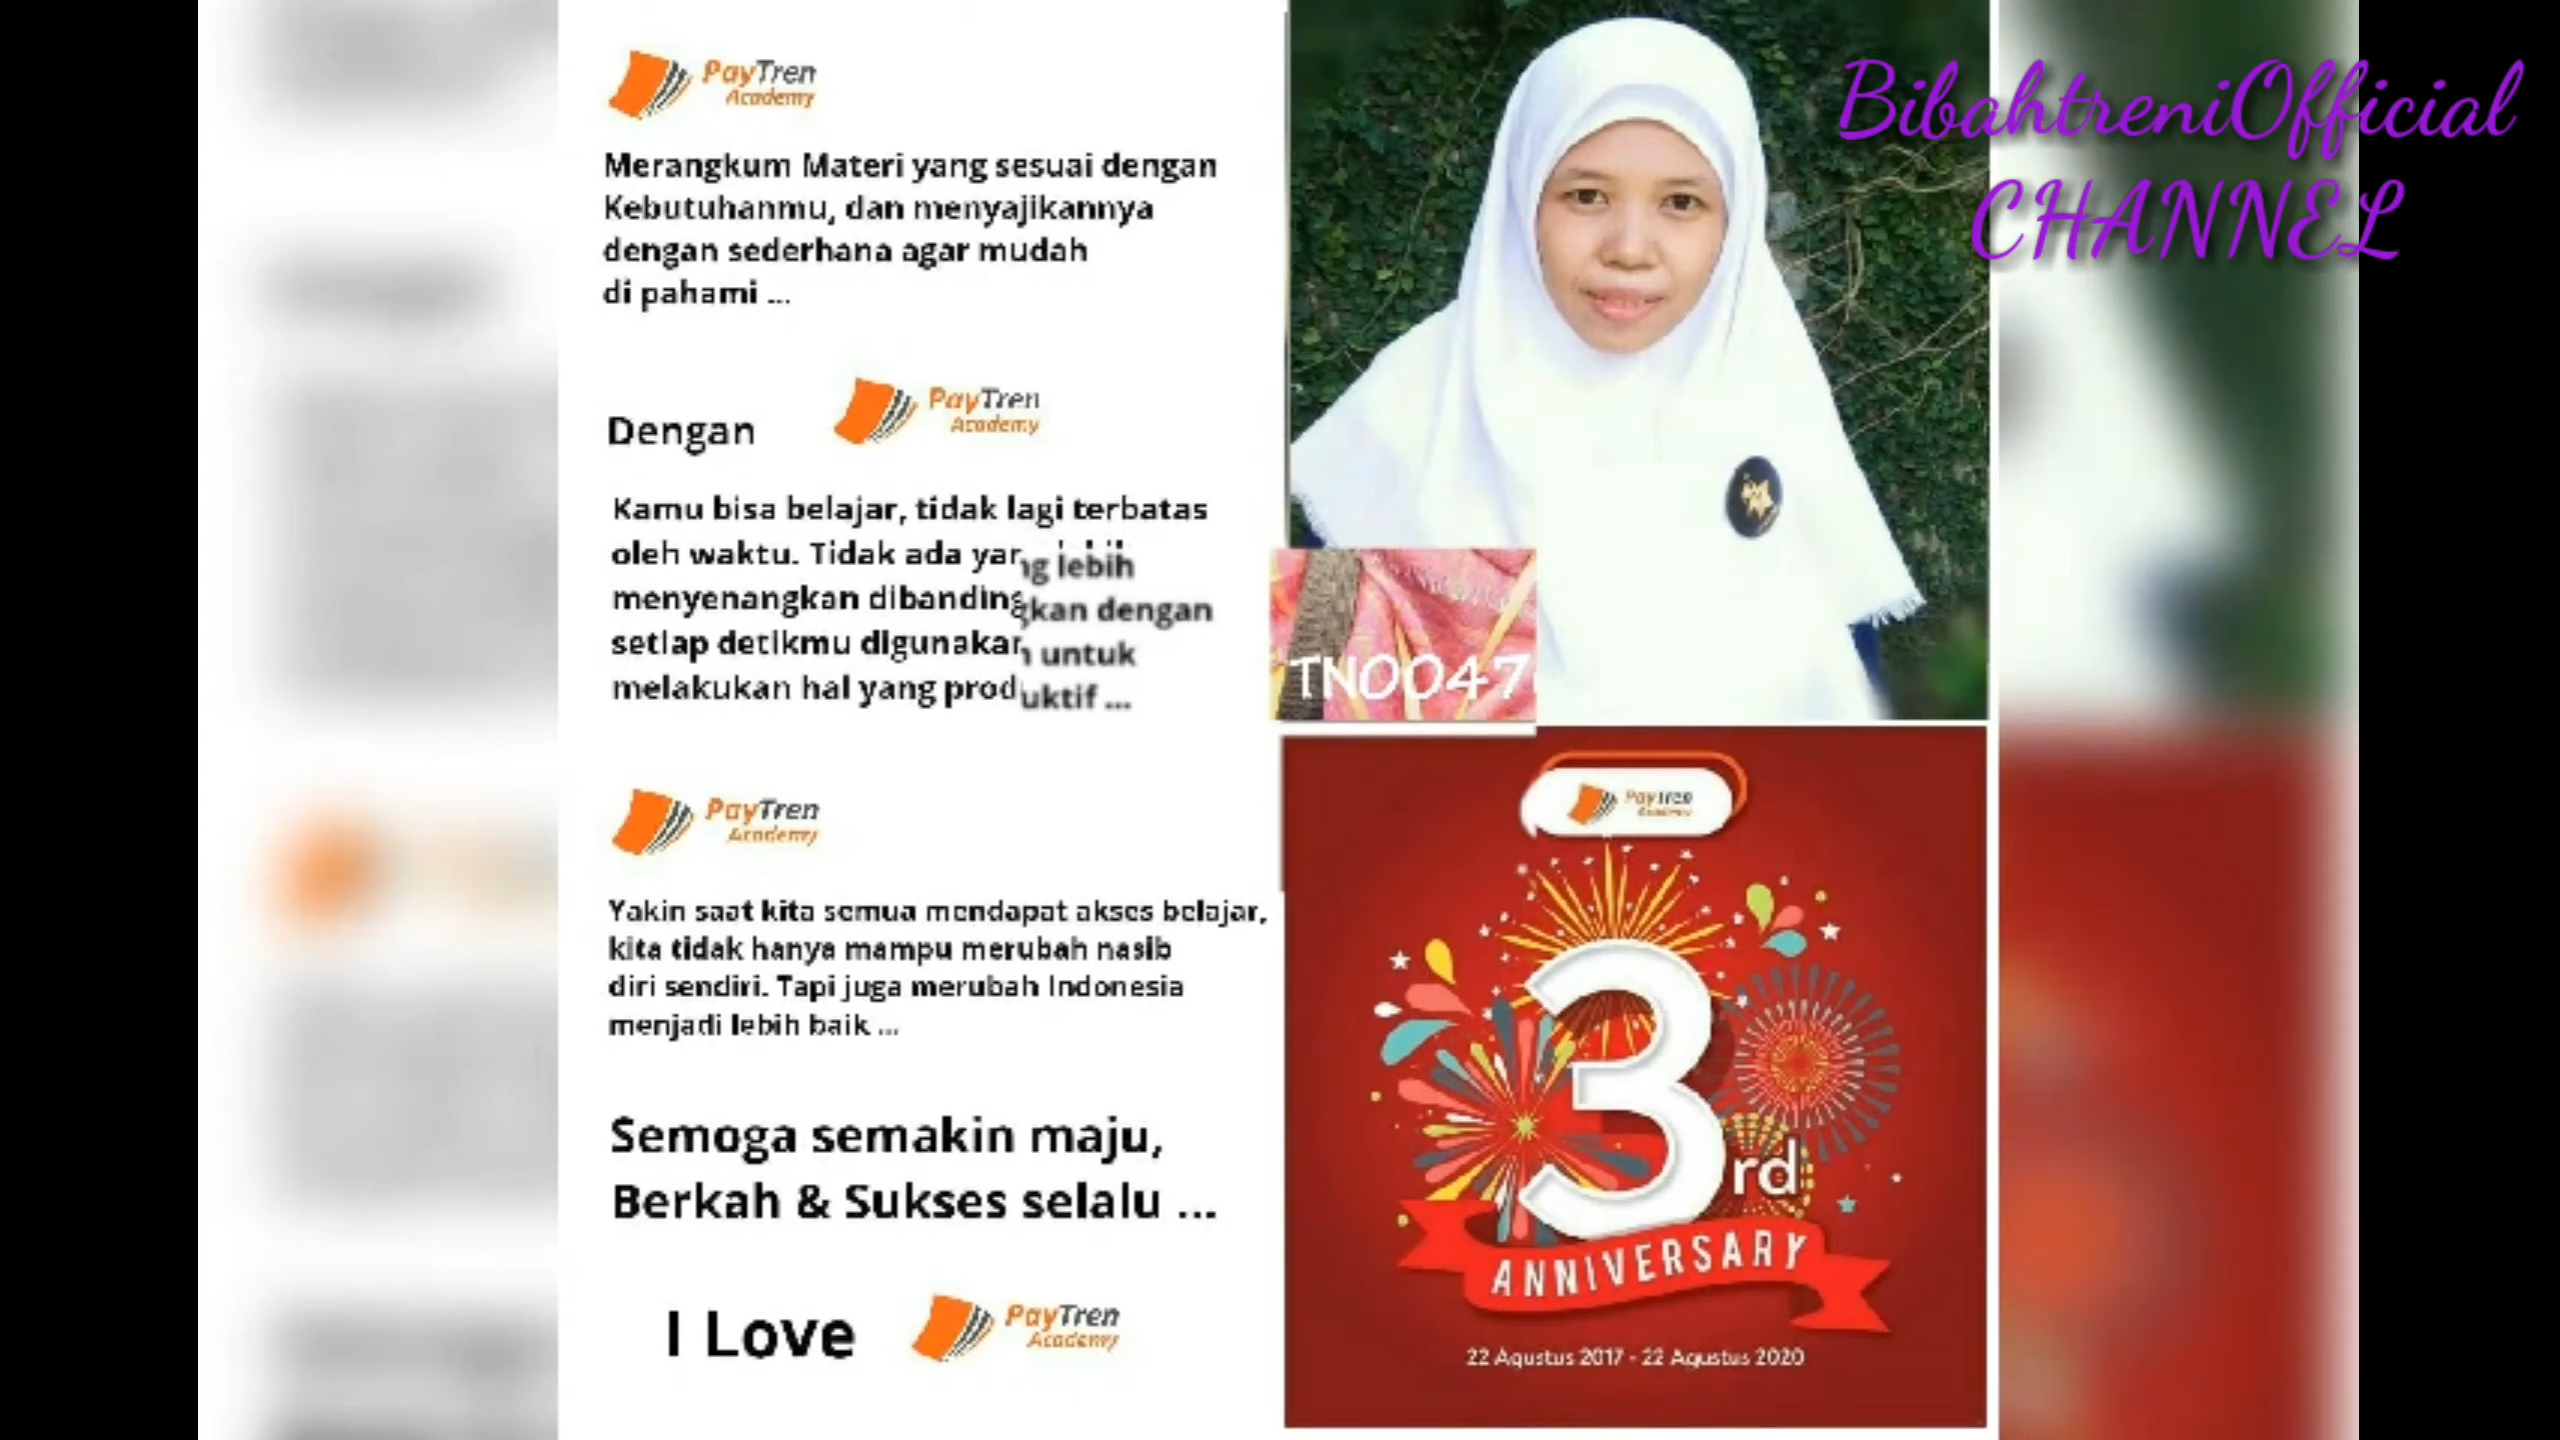 PayTren
Academy
Merangkum Materi yang sesuai dengan
Kebutuhanmu, dan menyajikannya
dengan sederhana agar mudah
di pahami ...
Dengan
PayTren
Academy
Kamu bisa belajar, tidak lagi terbatas
oleh waktu. Tidak ada yang lebih
menyenangkan dibandingkan dengan
setiap detikmu digunakan untuk
melakukan hal yang produktif ...
PayTren
Academy
Yakin saat kita semua mendapat akses belajar,
kita tidak hanya mampu merubah nasib
diri sendiri. Tapi juga merubah Indonesia
menjadi lebih baik ...
Semoga semakin maju,
Berkah & Sukses selalu ...
I Love
PayTren
Academy
BibahtreniOfficial
CHANNEL
TN0047
PayTren
Academy
3rd
ANNIVERSARY
22 Agustus 2017 - 22 Agustus 2020